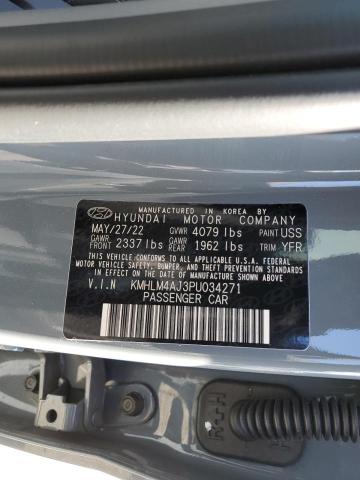 MANUFACTURED IN KOREA BY
HYUNDAI MOTOR COMPANY
MAY/27/22 GVWR 4079 lbs PAINT USS
GAWR FRONT 2337 lbs GAWR REAR 1962 lbs TRIM YFR
THIS VEHICLE CONFORMS TO ALL APPLICABLE U.S. FEDERAL MOTOR
VEHICLE SAFETY, BUMPER, AND THEFT PREVENTION STANDARDS IN
EFFECT ON THE DATE OF MANUFACTURE SHOWN ABOVE.
V.I.N KMHLM4AJ3PU034271
PASSENGER CAR
R-H